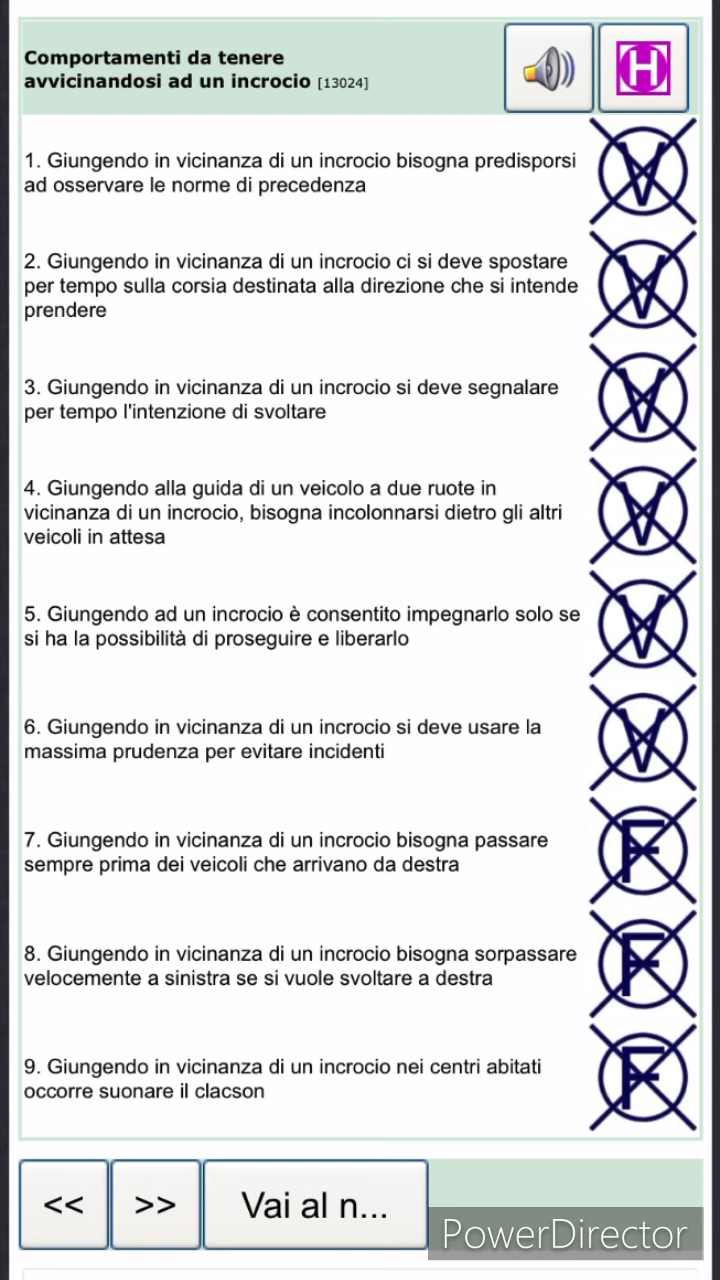 Comportamenti da tenere
avvicinandosi ad un incrocio [13024]
H
1. Giungendo in vicinanza di un incrocio bisogna predisporsi
ad osservare le norme di precedenza
V
2. Giungendo in vicinanza di un incrocio ci si deve spostare
per tempo sulla corsia destinata alla direzione che si intende
prendere
V
3. Giungendo in vicinanza di un incrocio si deve segnalare
per tempo l'intenzione di svoltare
V
4. Giungendo alla guida di un veicolo a due ruote in
vicinanza di un incrocio, bisogna incolonnarsi dietro gli altri
veicoli in attesa
V
5. Giungendo ad un incrocio è consentito impegnarlo solo se
si ha la possibilità di proseguire e liberarlo
V
6. Giungendo in vicinanza di un incrocio si deve usare la
massima prudenza per evitare incidenti
V
7. Giungendo in vicinanza di un incrocio bisogna passare
sempre prima dei veicoli che arrivano da destra
F
8. Giungendo in vicinanza di un incrocio bisogna sorpassare
velocemente a sinistra se si vuole svoltare a destra
F
9. Giungendo in vicinanza di un incrocio nei centri abitati
occorre suonare il clacson
F
<< >> Vai al n...
PowerDirector